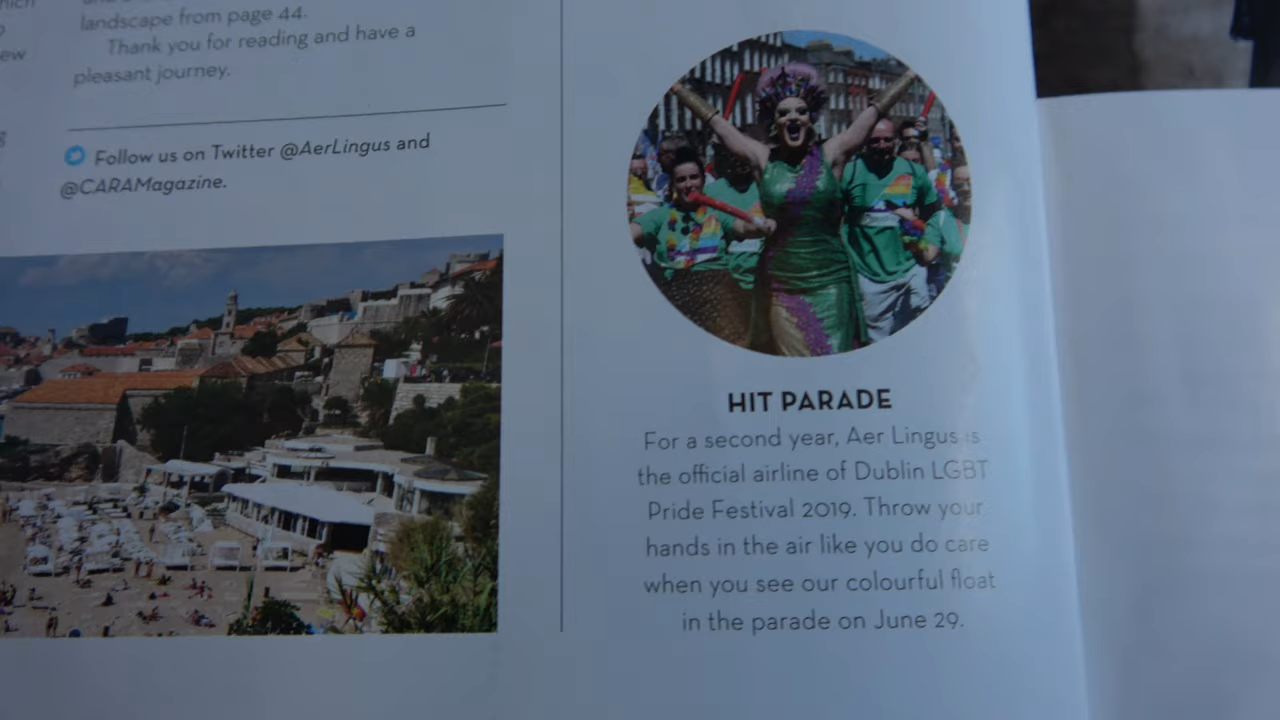 landscape from page 44.
Thank you for reading and have a
pleasant journey.
Follow us on Twitter @AerLingus and
@CARAMagazine.
HIT PARADE
For a second year, Aer Lingus is
the official airline of Dublin LGBT
Pride Festival 2019. Throw your
hands in the air like you do care
when you see our colourful float
in the parade on June 29.